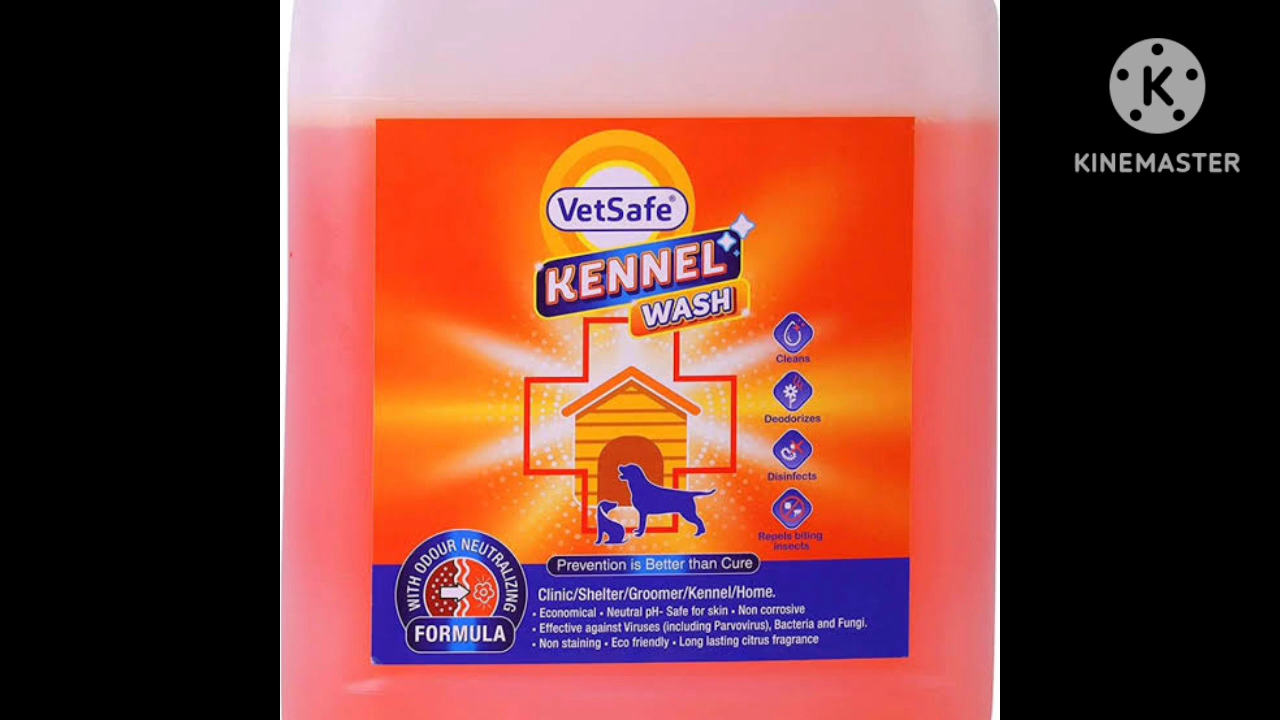 KINEMASTER
VetSafe®
KENNEL
WASH
Cleans
Deodorizes
Disinfects
Repels biting
insects
WITH ODOUR NEUTRALIZING
FORMULA
Prevention is Better than Cure
Clinic/Shelter/Groomer/Kennel/Home.
• Economical • Neutral pH- Safe for skin • Non corrosive
• Effective against Viruses (including Parvovirus), Bacteria and Fungi.
• Non staining • Eco friendly • Long lasting citrus fragrance